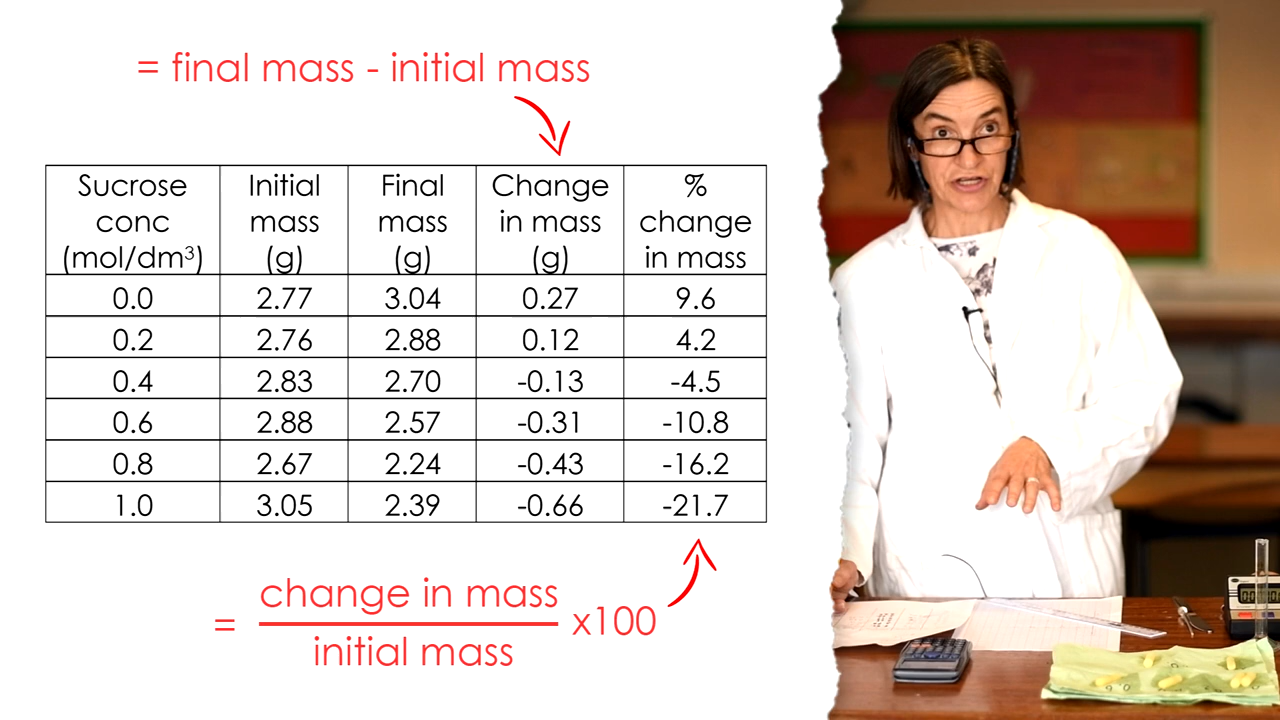 = final mass - initial mass
Sucrose conc (mol/dm³) Initial mass (g) Final mass (g) Change in mass (g) % change in mass
0.0 2.77 3.04 0.27 9.6
0.2 2.76 2.88 0.12 4.2
0.4 2.83 2.70 -0.13 -4.5
0.6 2.88 2.57 -0.31 -10.8
0.8 2.67 2.24 -0.43 -16.2
1.0 3.05 2.39 -0.66 -21.7
change in mass
= x100
initial mass